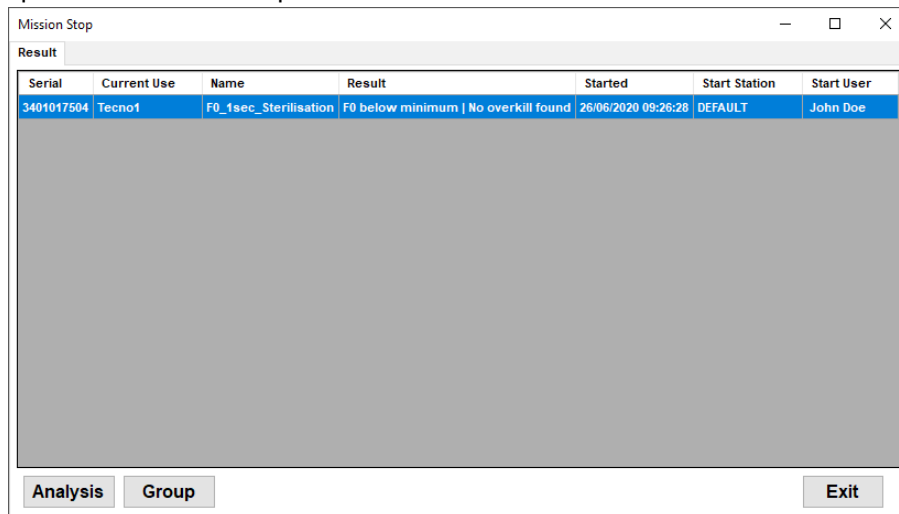 Mission Stop
Result
Serial Current Use Name Result Started Start Station Start User
3401017504 Tecno1 F0_1sec_Sterilisation F0 below minimum | No overkill found 26/06/2020 09:26:28 DEFAULT John Doe
Analysis Group Exit